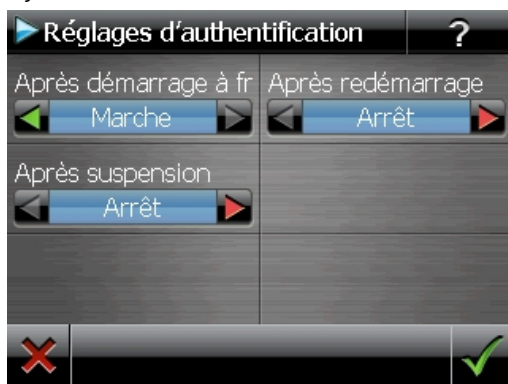 Réglages d'authentification ?
Après démarrage à fr Après redémarrage
Marche Arrêt
Après suspension
Arrêt